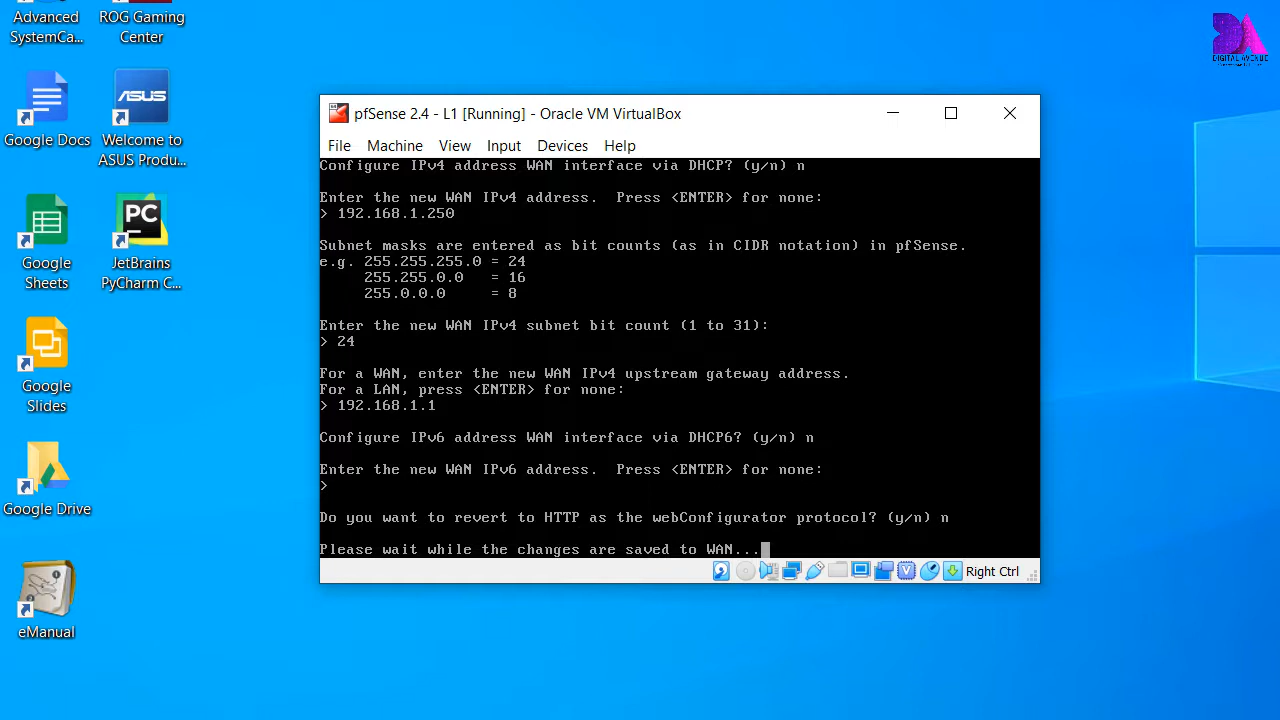 Advanced
SystemCa...
ROG Gaming
Center
Google Docs
ASUS
Welcome to
ASUS Produ...
Google
Sheets
PC
JetBrains
PyCharm C...
Google
Slides
Google Drive
eManual
DIGITAL AVENUE
pfSense 2.4 - L1 [Running] - Oracle VM VirtualBox
File Machine View Input Devices Help
Configure IPv4 address WAN interface via DHCP? (y/n) n
Enter the new WAN IPv4 address.  Press <ENTER> for none:
> 192.168.1.250
Subnet masks are entered as bit counts (as in CIDR notation) in pfSense.
e.g. 255.255.255.0 = 24
     255.255.0.0   = 16
     255.0.0.0     = 8
Enter the new WAN IPv4 subnet bit count (1 to 31):
> 24
For a WAN, enter the new WAN IPv4 upstream gateway address.
For a LAN, press <ENTER> for none:
> 192.168.1.1
Configure IPv6 address WAN interface via DHCP6? (y/n) n
Enter the new WAN IPv6 address.  Press <ENTER> for none:
>
Do you want to revert to HTTP as the webConfigurator protocol? (y/n) n
Please wait while the changes are saved to WAN...
Right Ctrl